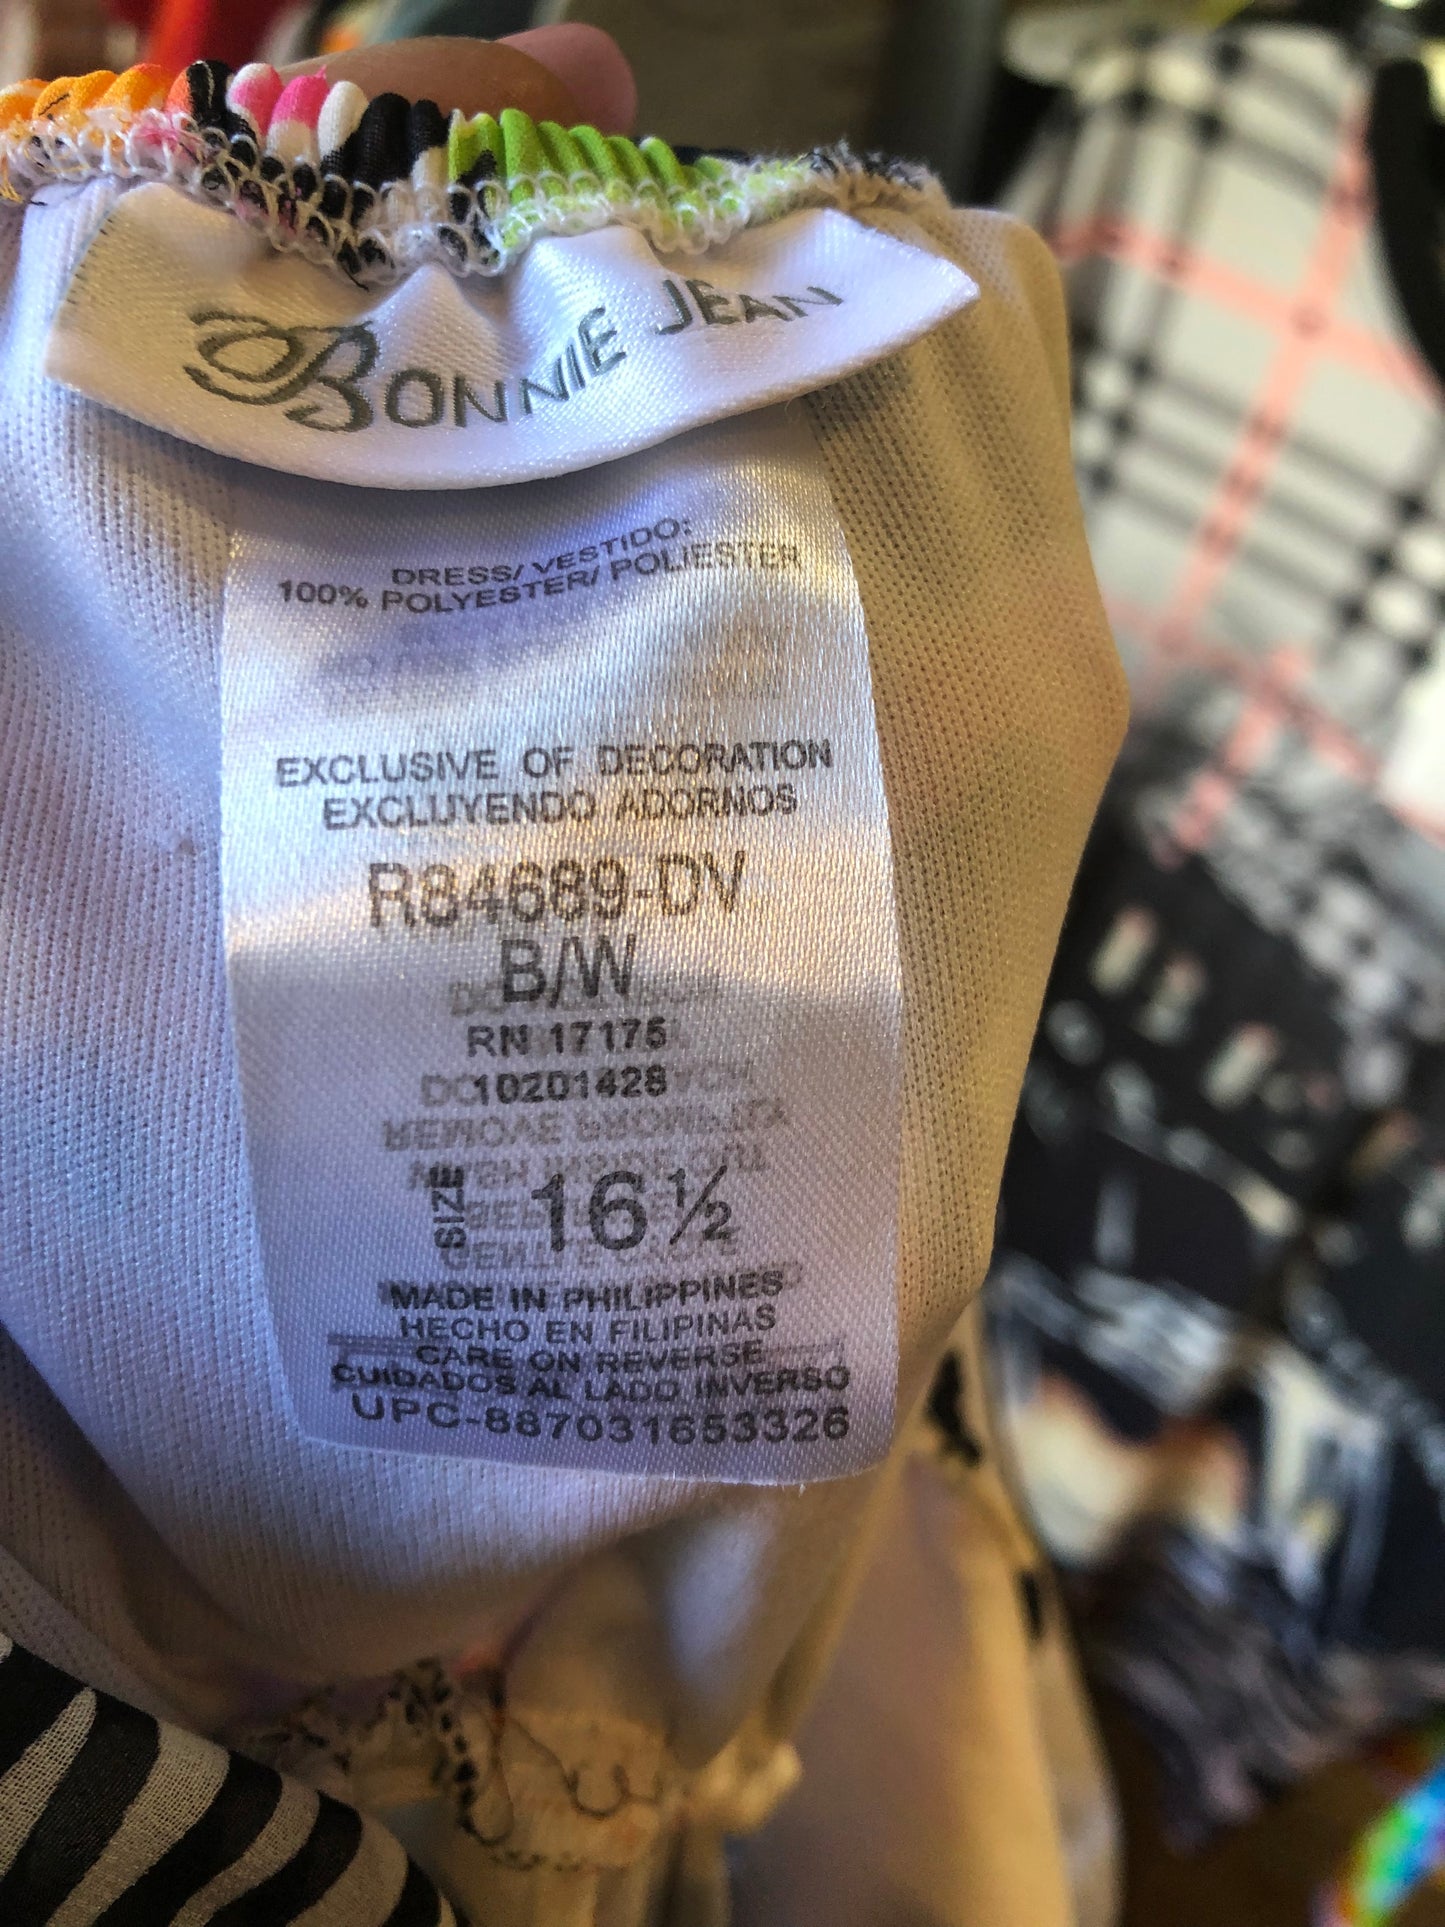 BONNIE JEAN
DRESS/ VESTIDO:
100% POLYESTER/ POLIESTER
EXCLUSIVE OF DECORATION
EXCLUYENDO ADORNOS
R84689-DV
B/W
RN 17175
10201428
SIZE 16½
MADE IN PHILIPPINES
HECHO EN FILIPINAS
CARE ON REVERSE
CUIDADOS AL LADO INVERSO
UPC-887031653326